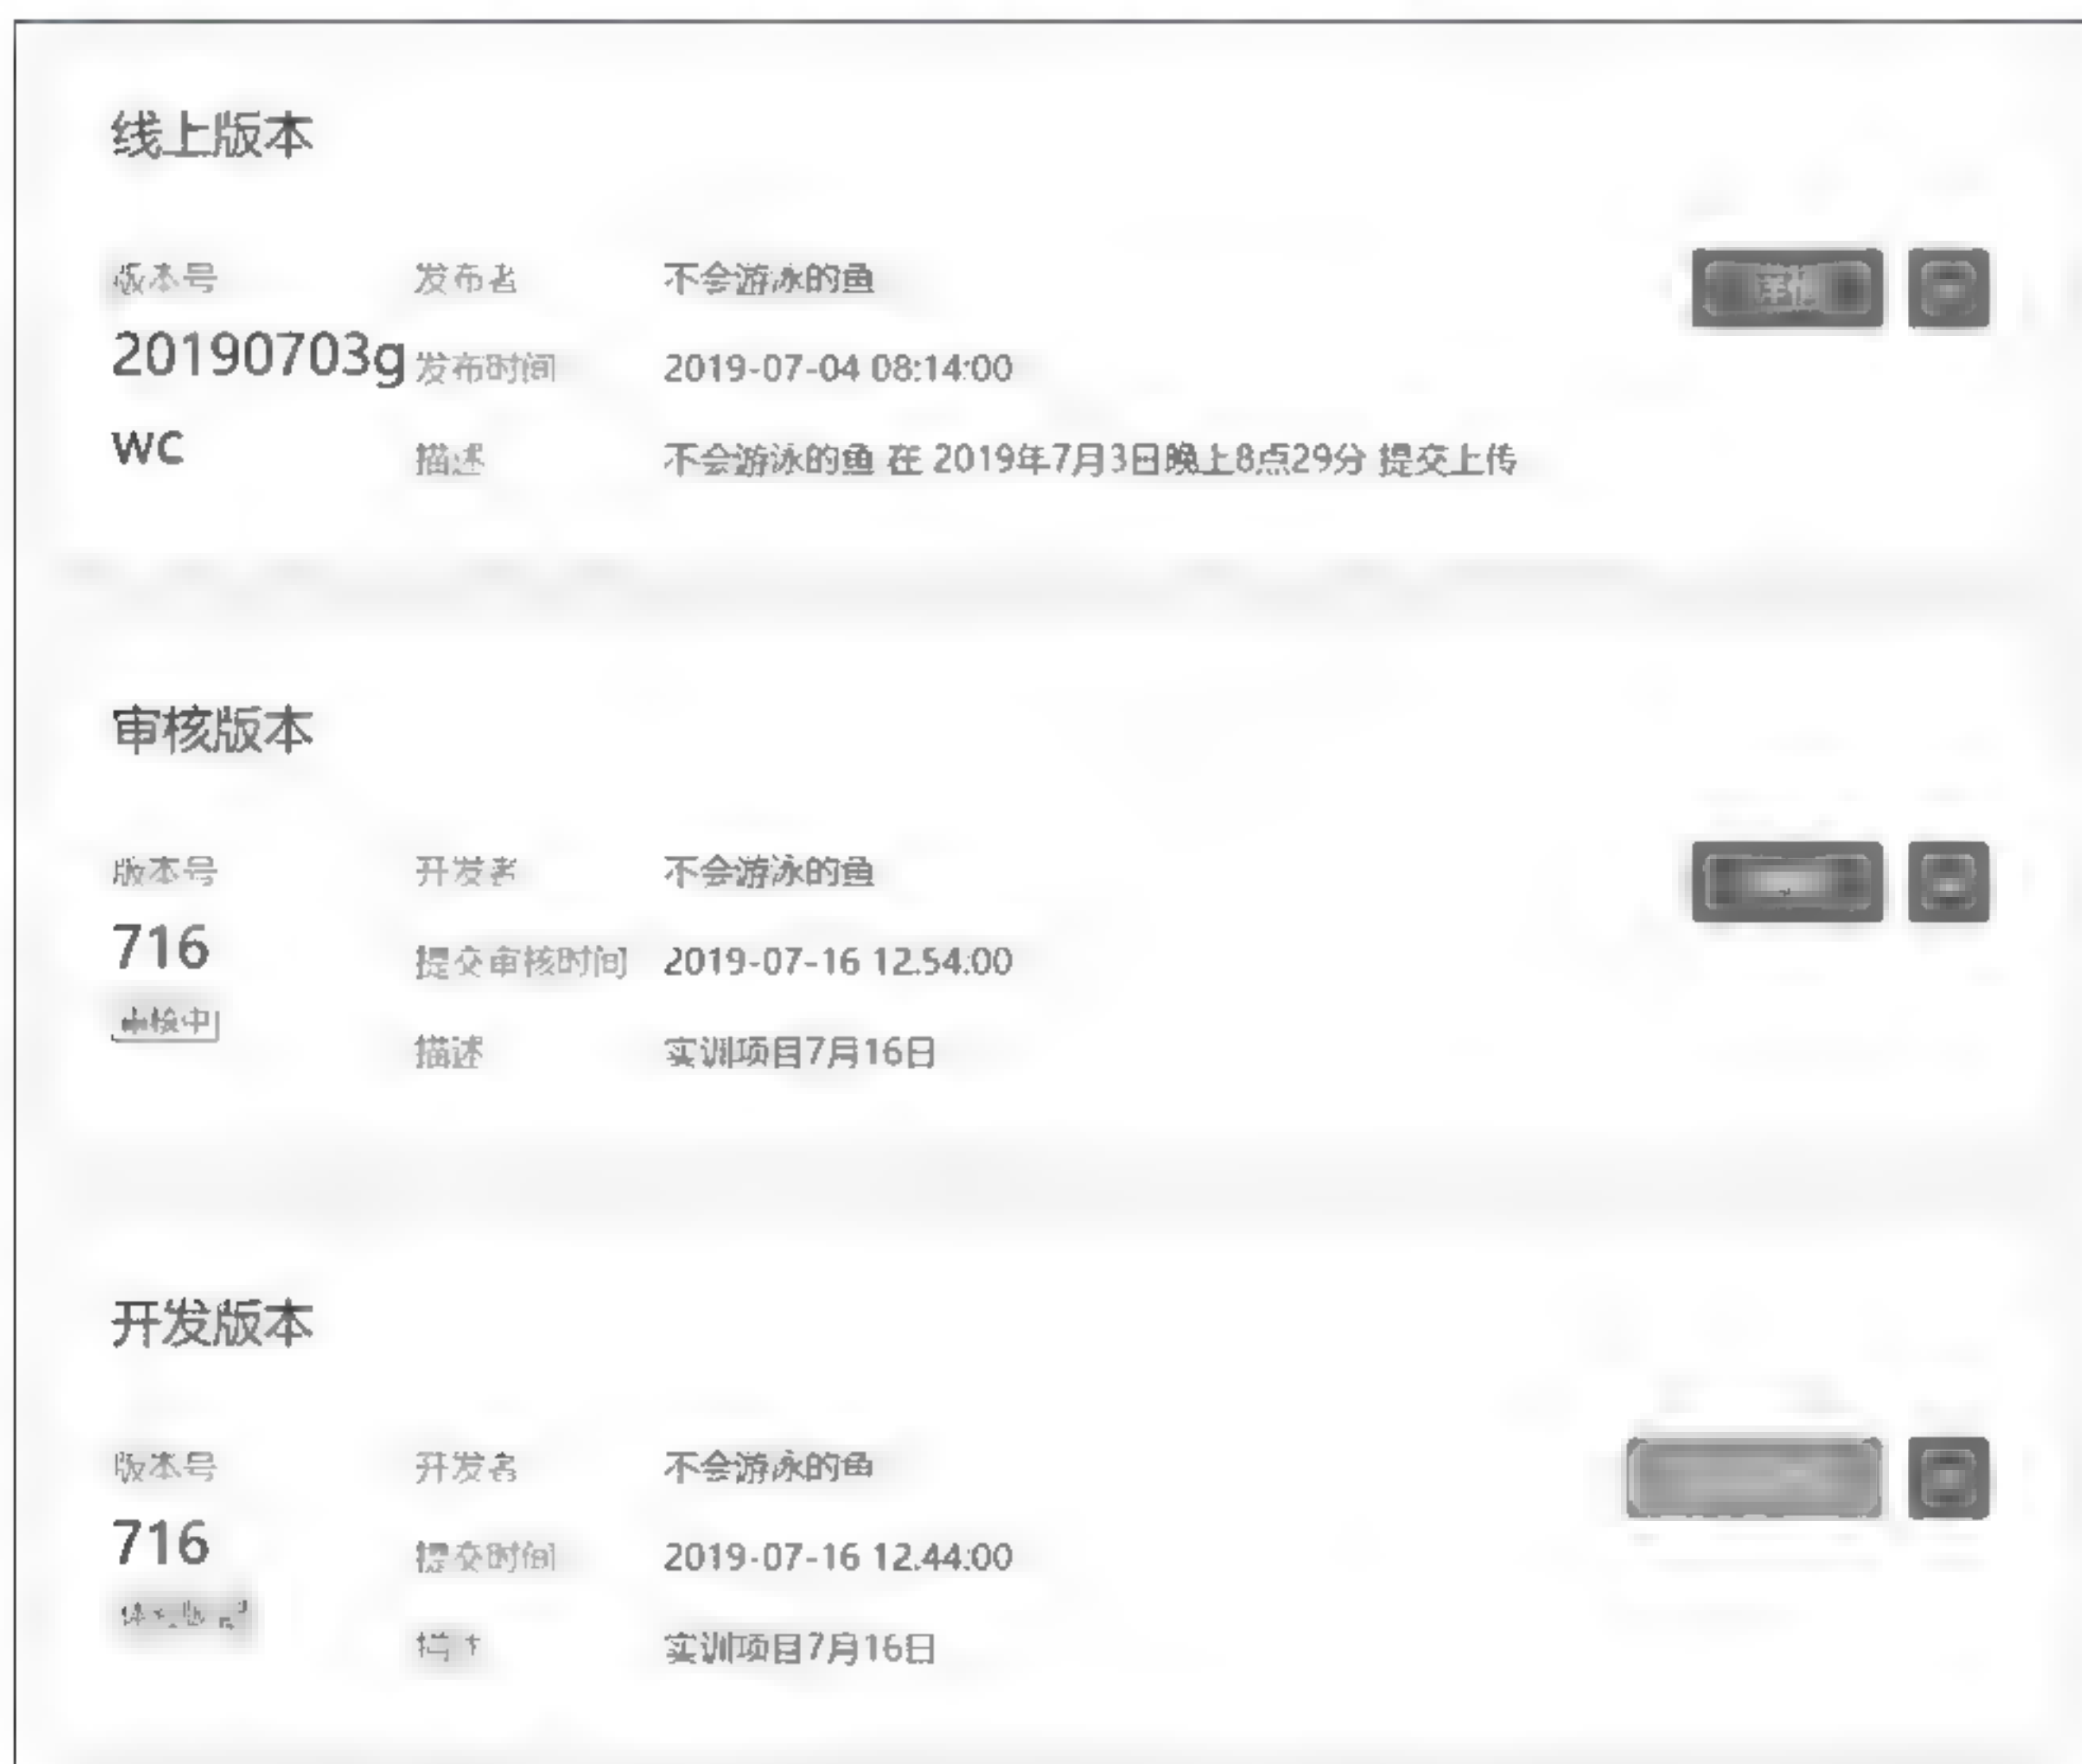 线上版本
版本号 发布者 不会游泳的鱼
20190703g 发布时间 2019-07-04 08:14:00
wc 描述 不会游泳的鱼 在 2019年7月3日晚上8点29分 提交上传
审核版本
版本号 开发者 不会游泳的鱼
716 提交审核时间 2019-07-16 12:54:00
审核中
描述 实训项目7月16日
开发版本
版本号 开发者 不会游泳的鱼
716 提交时间 2019-07-16 12:44:00
实训项目7月16日